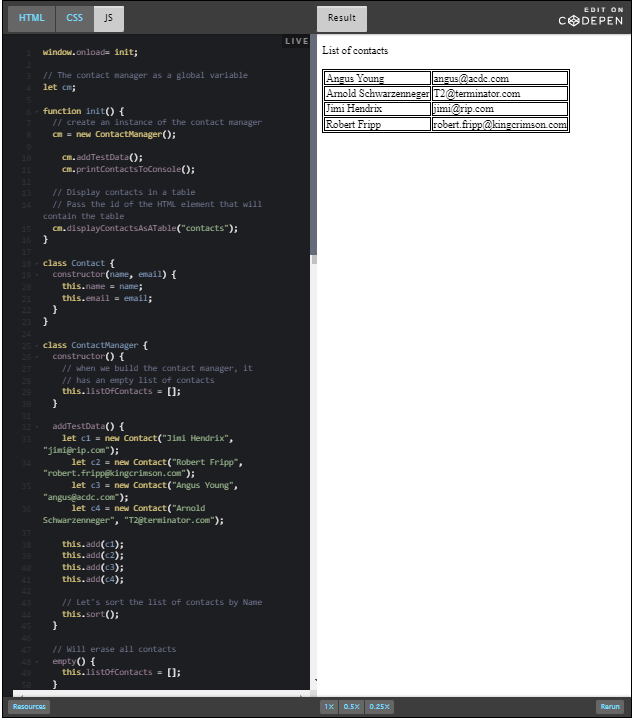 HTML CSS JS Result EDIT ON
CODEPEN
LIVE
1 window.onload= init;
2
3 // The contact manager as a global variable
4 let cm;
5
6 function init() {
7 // create an instance of the contact manager
8 cm = new ContactManager();
9
10 cm.addTestData();
11 cm.printContactsToConsole();
12
13 // Display contacts in a table
14 // Pass the id of the HTML element that will
contain the table
15 cm.displayContactsAsATable("contacts");
16 }
17
18 class Contact {
19 constructor(name, email) {
20 this.name = name;
21 this.email = email;
22 }
23 }
24
25 class ContactManager {
26 constructor() {
27 // when we build the contact manager, it
28 // has an empty list of contacts
29 this.listOfContacts = [];
30 }
31
32 addTestData() {
33 let c1 = new Contact("Jimi Hendrix",
"jimi@rip.com");
34 let c2 = new Contact("Robert Fripp",
"robert.fripp@kingcrimson.com");
35 let c3 = new Contact("Angus Young",
"angus@acdc.com");
36 let c4 = new Contact("Arnold
Schwarzenneger", "T2@terminator.com");
37
38 this.add(c1);
39 this.add(c2);
40 this.add(c3);
41 this.add(c4);
42
43 // Let's sort the list of contacts by Name
44 this.sort();
45 }
46
47 // Will erase all contacts
48 empty() {
49 this.listOfContacts = [];
50 }
List of contacts
Angus Young angus@acdc.com
Arnold Schwarzenneger T2@terminator.com
Jimi Hendrix jimi@rip.com
Robert Fripp robert.fripp@kingcrimson.com
Resources 1X 0.5X 0.25X Rerun